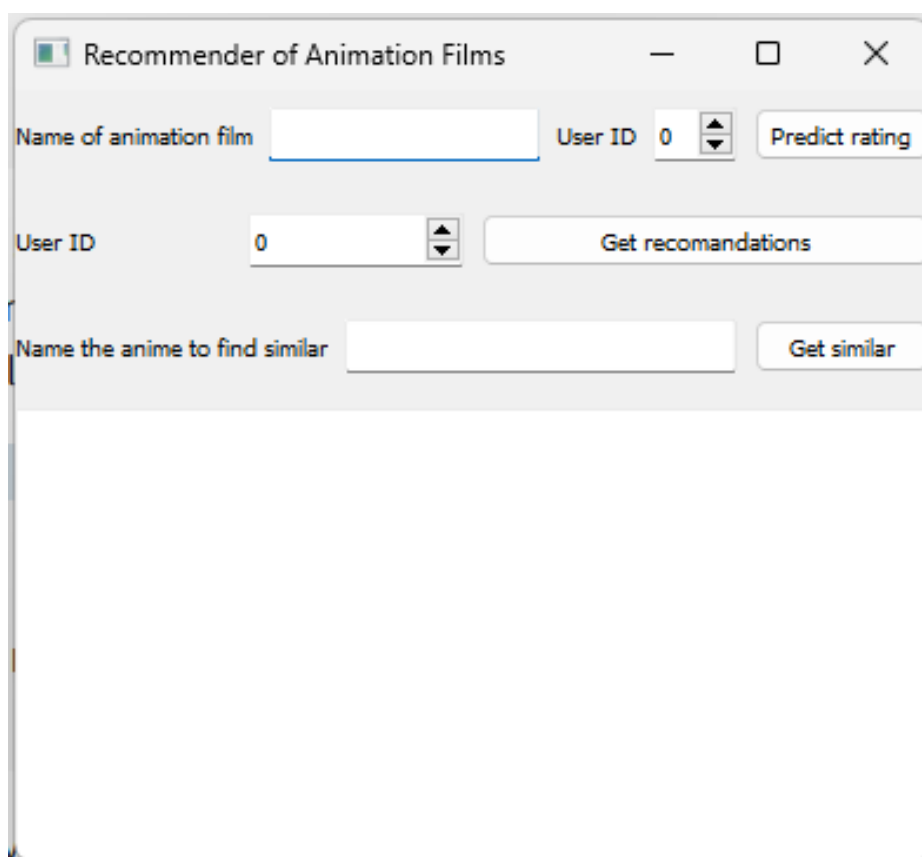 Recommender of Animation Films
Name of animation film User ID 0 Predict rating
User ID 0 Get recomandations
Name the anime to find similar Get similar